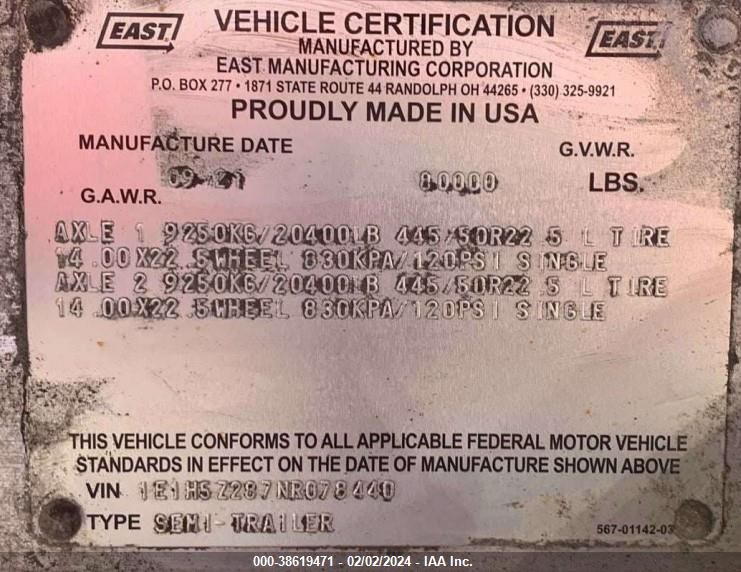 EAST VEHICLE CERTIFICATION EAST
MANUFACTURED BY
EAST MANUFACTURING CORPORATION
P.O. BOX 277 • 1871 STATE ROUTE 44 RANDOLPH OH 44265 • (330) 325-9921
PROUDLY MADE IN USA
MANUFACTURE DATE G.V.W.R.
09-21 80000 LBS.
G.A.W.R.
AXLE 1 9250KG/20400LB 445/50R22.5 L TIRE
14.00X22.5WHEEL 830KPA/120PSI SINGLE
AXLE 2 9250KG/20400LB 445/50R22.5 L TIRE
14.00X22.5WHEEL 830KPA/120PSI SINGLE
THIS VEHICLE CONFORMS TO ALL APPLICABLE FEDERAL MOTOR VEHICLE
STANDARDS IN EFFECT ON THE DATE OF MANUFACTURE SHOWN ABOVE
VIN 1E1H5Z287NR078440
TYPE SEMI-TRAILER
567-01142-03
000-38619471 - 02/02/2024 - IAA Inc.